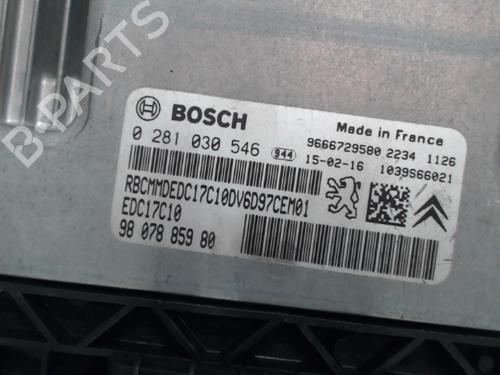 B-PARTS
BOSCH
Made in France
0 281 030 546 944
9666729580 2234 1126
15-02-16 1039S66021
RBCMMDEDC17C10DV6D97CEM01
EDC17C10
98 078 859 80